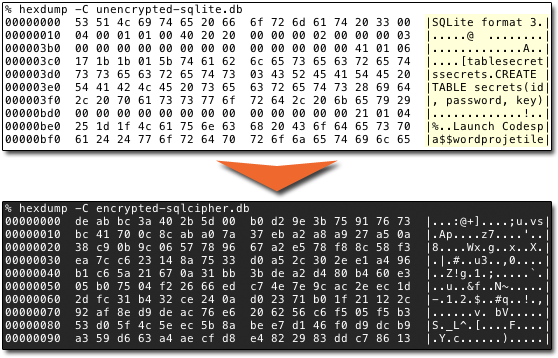 % hexdump -C unencrypted-sqlite.db
00000000  53 51 4c 69 74 65 20 66  6f 72 6d 61 74 20 33 00  |SQLite format 3.
00000010  04 00 01 01 00 40 20 20  00 00 00 02 00 00 00 03  |.....@  ........
000003b0  00 00 00 00 00 00 00 00  00 00 00 00 00 41 01 06  |.............A..
000003c0  17 1b 1b 01 5b 74 61 62  6c 65 73 65 63 72 65 74  |....[tablesecret
000003d0  73 73 65 63 72 65 74 73  03 43 52 45 41 54 45 20  |ssecrets.CREATE
000003e0  54 41 42 4c 45 20 73 65  63 72 65 74 73 28 69 64  |TABLE secrets(id
000003f0  2c 20 70 61 73 73 77 6f  72 64 2c 20 6b 65 79 29  |, password, key)
00000bd0  00 00 00 00 00 00 00 00  00 00 00 00 00 21 01 04  |.............!..
00000be0  25 1d 1f 4c 61 75 6e 63  68 20 43 6f 64 65 73 70  |%..Launch Codesp
00000bf0  61 24 24 77 6f 72 64 70  72 6f 6a 65 74 69 6c 65  |a$$wordprojetile
% hexdump -C encrypted-sqlcipher.db
00000000  de ab bc 3a 40 2b 5d 00  b0 d2 9e 3b 75 91 76 73  |...:@+]....;u.vs
00000010  bc 41 70 0c 8c ab a0 7a  37 eb a2 a8 a9 27 a5 0a  |.Ap....z7....'..
00000020  38 c9 0b 9c 06 57 78 96  67 a2 e5 78 f8 8c 58 f3  |8....Wx.g..x..X.
00000030  ea 7c c6 23 14 8a 75 33  d0 a5 2c 30 2e e1 a4 96  |.|.#..u3..,0....
00000040  b1 c6 5a 21 67 0a 31 bb  3b de a2 d4 80 b4 60 e3  |..Z!g.1.;.....`.
00000050  05 b0 75 04 f2 26 66 ed  c7 4e 7e 9c ac 2e ec 1d  |..u..&f..N~.....
00000060  2d fc 31 b4 32 ce 24 0a  d0 23 71 b0 1f 21 12 2c  |-.1.2.$..#q..!.,
00000070  92 af 8e d9 de ac 76 e6  20 62 56 c6 f5 05 f5 b3  |......v. bV.....
00000080  53 d0 5f 4c 5e ec 5b 8a  be e7 d1 46 f0 d9 dc b9  |S._L^.[....F....
00000090  a3 59 d6 63 a4 ae cf d8  e4 82 29 83 dd c7 86 13  |.Y.c......).....